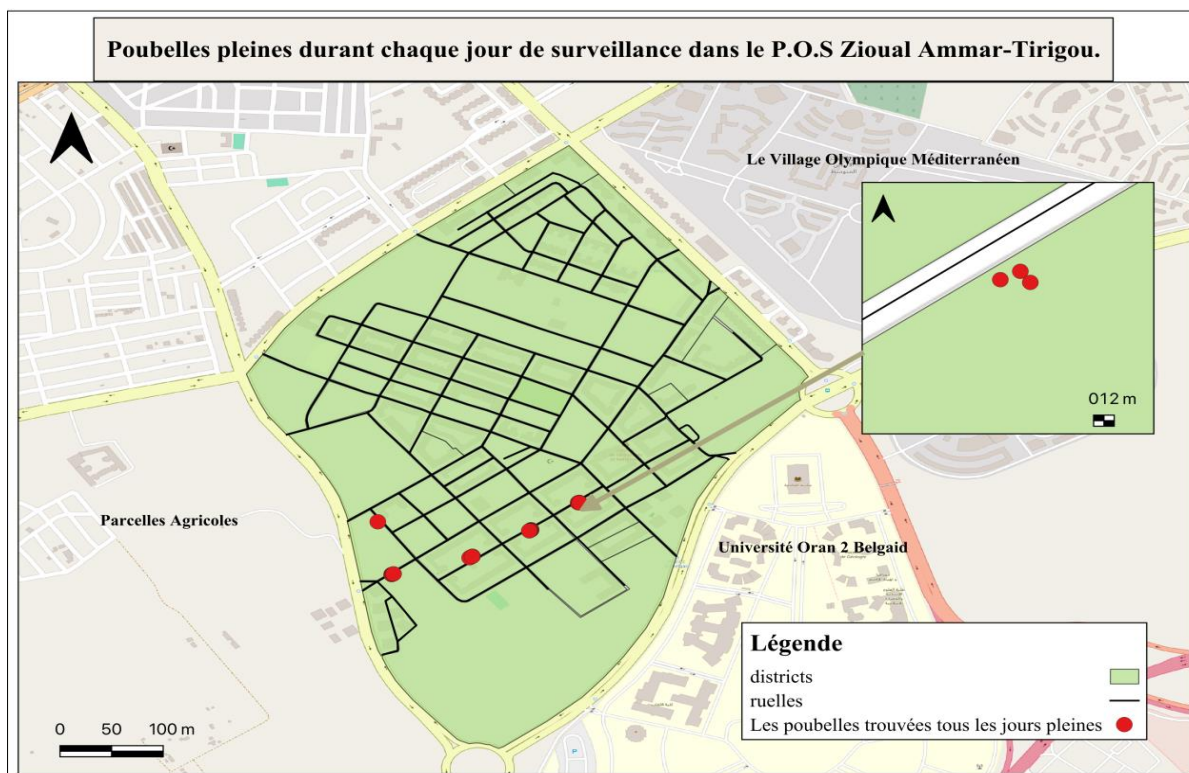 Poubelles pleines durant chaque jour de surveillance dans le P.O.S Zioual Ammar-Tirigou.
Le Village Olympique Méditerranéen
012 m
Parcelles Agricoles
Université Oran 2 Belgaid
Légende
districts
ruelles
Les poubelles trouvées tous les jours pleines
0 50 100 m